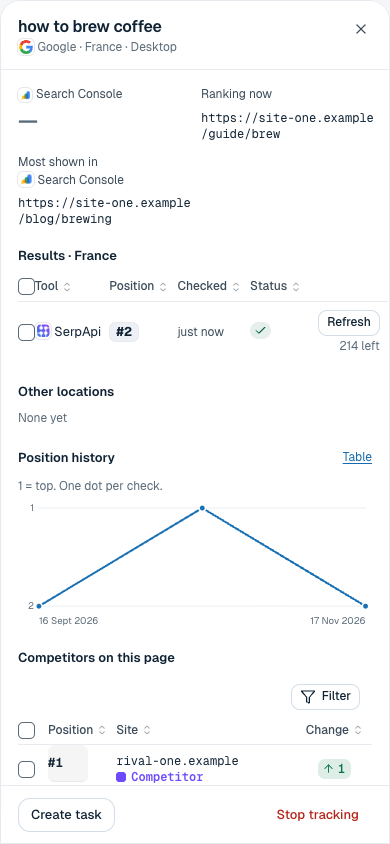 how to brew coffee
Google · France · Desktop
Search Console
—
Ranking now
https://site-one.example
/guide/brew
Most shown in
Search Console
https://site-one.example
/blog/brewing
Results · France
Tool Position Checked Status
SerpApi #2 just now Refresh
214 left
Other locations
None yet
Position history Table
1 = top. One dot per check.
1
2
16 Sept 2026 17 Nov 2026
Competitors on this page
Filter
Position Site Change
#1 rival-one.example ↑ 1
Competitor
Create task Stop tracking